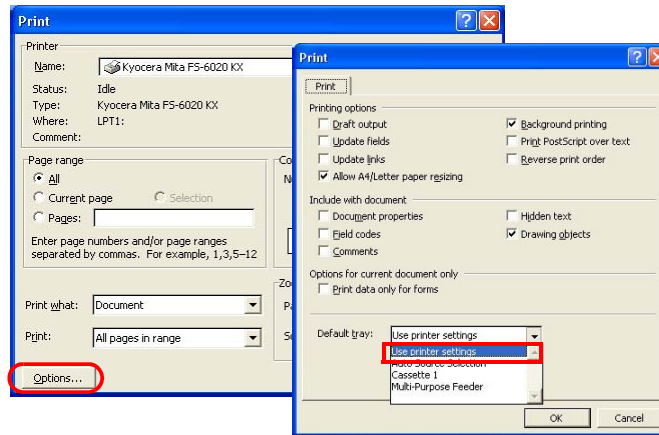 Print
Printer
Name: Kyocera Mita FS-6020 KX
Status: Idle
Type: Kyocera Mita FS-6020 KX
Where: LPT1:
Comment:
Page range
All
Current page Selection
Pages:
Enter page numbers and/or page ranges
separated by commas. For example, 1,3,5–12
Print what: Document
Print: All pages in range
Options...
Print
Print
Printing options
Draft output
Update fields
Update links
Allow A4/Letter paper resizing
Background printing
Print PostScript over text
Reverse print order
Include with document
Document properties
Field codes
Comments
Hidden text
Drawing objects
Options for current document only
Print data only for forms
Default tray: Use printer settings
Use printer settings
Auto Source Selection
Cassette 1
Multi-Purpose Feeder
OK Cancel